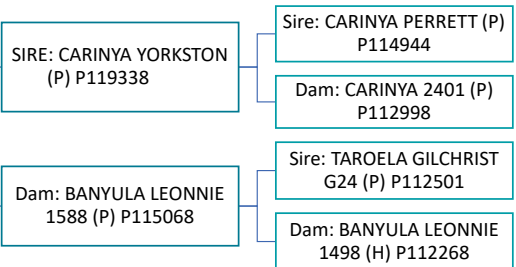 SIRE: CARINYA YORKSTON
(P) P119338
Sire: CARINYA PERRETT (P)
P114944
Dam: CARINYA 2401 (P)
P112998
Dam: BANYULA LEONNIE
1588 (P) P115068
Sire: TAROELA GILCHRIST
G24 (P) P112501
Dam: BANYULA LEONNIE
1498 (H) P112268